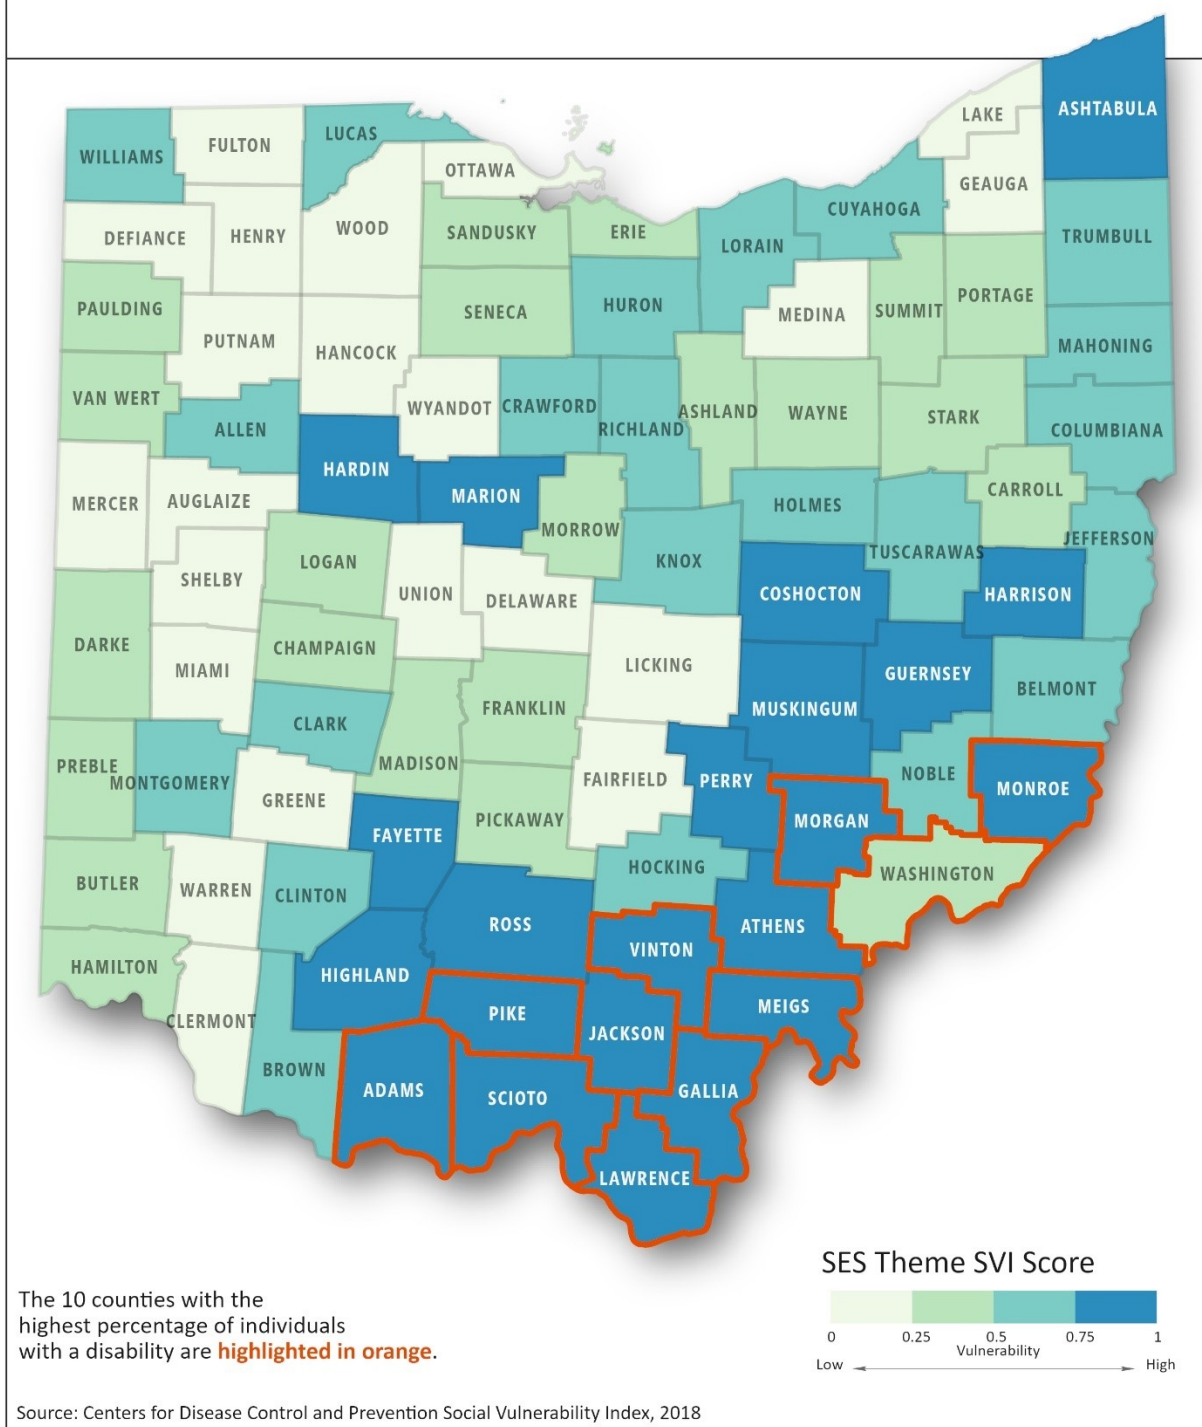 LAKE
ASHTABULA
LUCAS
FULTON
WILLIAMS
OTTAWA
GEAUGA
CUYAHOGA
WOOD
SANDUSKY
ERIE
HENRY
DEFIANCE
LORAIN
TRUMBULL
PAULDING
SENECA
HURON
MEDINA
SUMMIT
PORTAGE
PUTNAM
HANCOCK
MAHONING
VAN WERT
WYANDOT
CRAWFORD
ASHLAND
WAYNE
STARK
ALLEN
RICHLAND
COLUMBIANA
HARDIN
MARION
MERCER
AUGLAIZE
HOLMES
CARROLL
MORROW
JEFFERSON
TUSCARAWAS
LOGAN
KNOX
SHELBY
UNION
DELAWARE
COSHOCTON
HARRISON
DARKE
CHAMPAIGN
MIAMI
LICKING
GUERNSEY
BELMONT
FRANKLIN
MUSKINGUM
CLARK
PREBLE
MONTGOMERY
MADISON
FAIRFIELD
PERRY
NOBLE
MONROE
GREENE
PICKAWAY
MORGAN
FAYETTE
HOCKING
WASHINGTON
BUTLER
WARREN
CLINTON
ROSS
ATHENS
VINTON
HAMILTON
HIGHLAND
MEIGS
PIKE
CLERMONT
JACKSON
BROWN
ADAMS
SCIOTO
GALLIA
LAWRENCE
SES Theme SVI Score
0 0.25 0.5 0.75 1
Vulnerability
Low High
The 10 counties with the
highest percentage of individuals
with a disability are highlighted in orange.
Source: Centers for Disease Control and Prevention Social Vulnerability Index, 2018